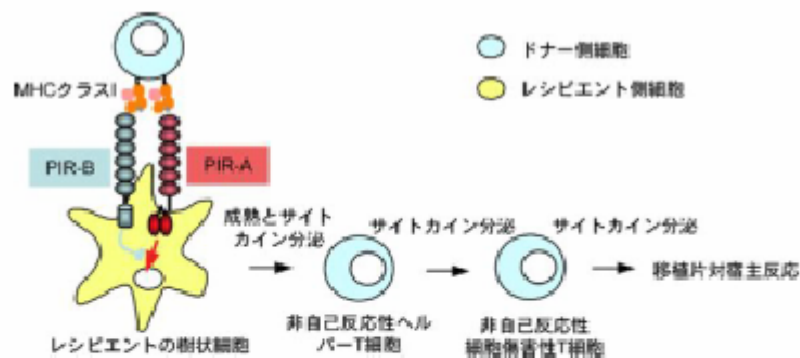 ドナー側細胞
レシピエント側細胞
MHCクラスI
PIR-B
PIR-A
成熟とサイト
カイン分泌
サイトカイン分泌
サイトカイン分泌
移植片対宿主反応
レシピエントの樹状細胞
非自己反応性ヘル
パーT細胞
非自己反応性
細胞傷害性T細胞